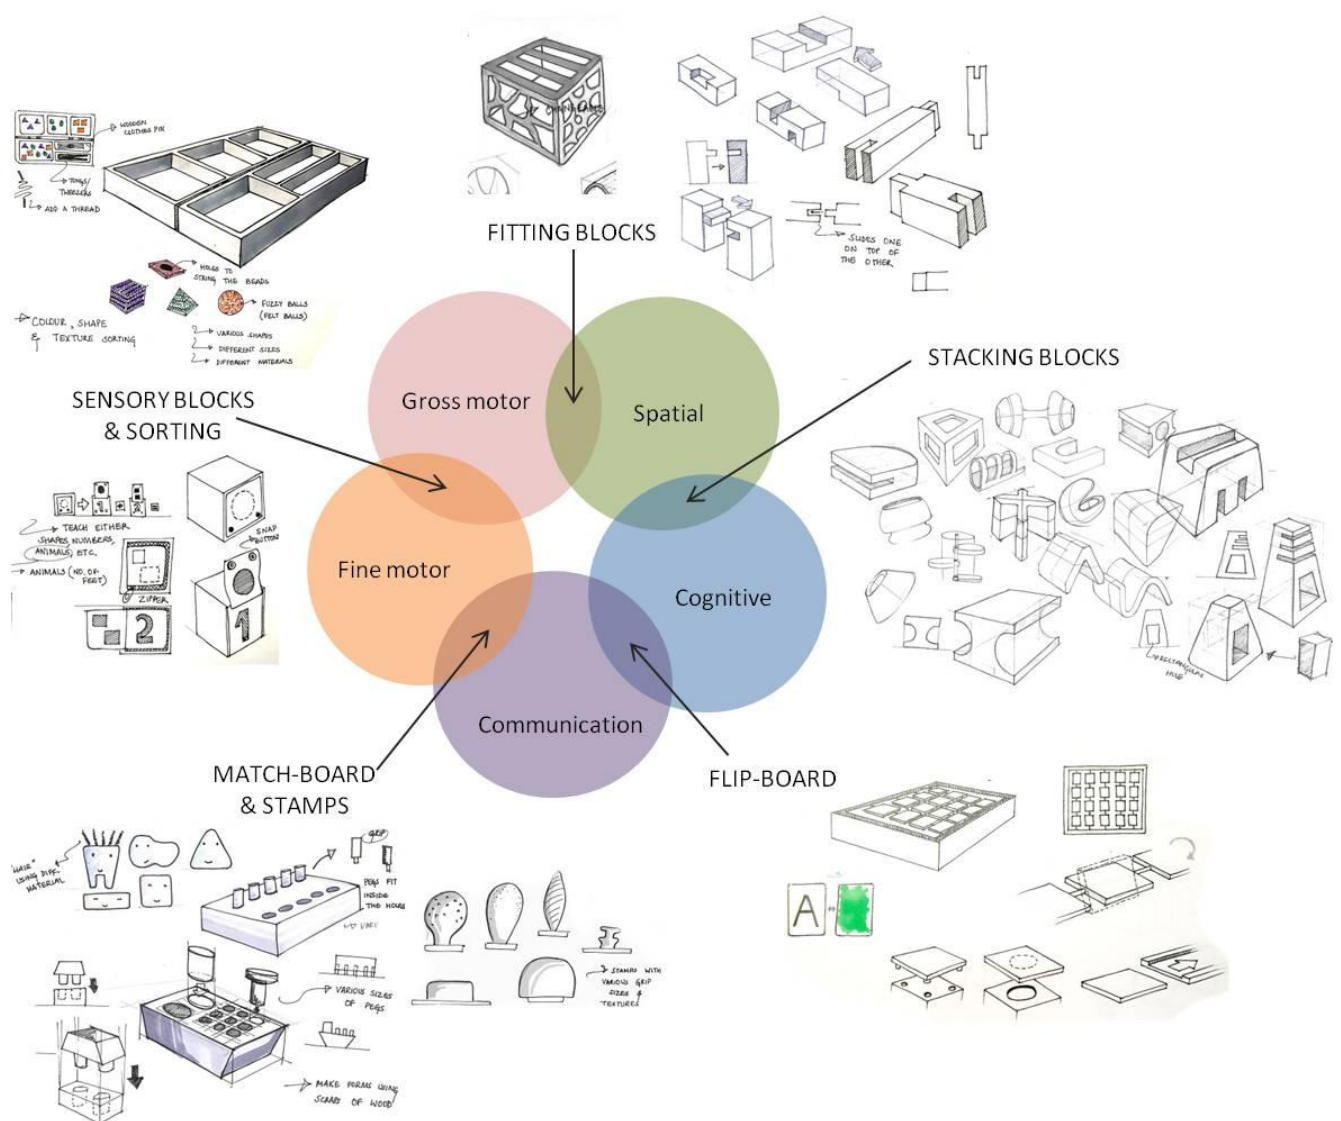 CHANGEABLE
FITTING BLOCKS
SLIDES ONE
ON TOP OF
THE OTHER
WOODEN
CLOTHES PIN
TONGS/
TWEEZERS
ADD A THREAD
HOLES TO
STRING THE BEADS
FUZZY BALLS
(FELT BALLS)
COLOUR, SHAPE
& TEXTURE SORTING
VARIOUS SHAPES
DIFFERENT SIZES
DIFFERENT MATERIALS
SENSORY BLOCKS
& SORTING
STACKING BLOCKS
Gross motor
Spatial
Fine motor
Cognitive
Communication
TEACH EITHER
SHAPES, NUMBERS,
ANIMALS, ETC.
ANIMALS (NO. OF
FEET)
SNAP
BUTTON
ZIPPER
2
1
RECTANGULAR
HOLE
MATCH-BOARD
& STAMPS
FLIP-BOARD
"HAIR"
USING DIFF.
MATERIAL
GRIP
PEGS FIT
INSIDE
THE HOLES
VARIOUS SIZES
OF PEGS
STAMPS WITH
VARIOUS GRIP
SIZES &
TEXTURES
MAKE FORMS USING
SCRAPS OF WOOD
A